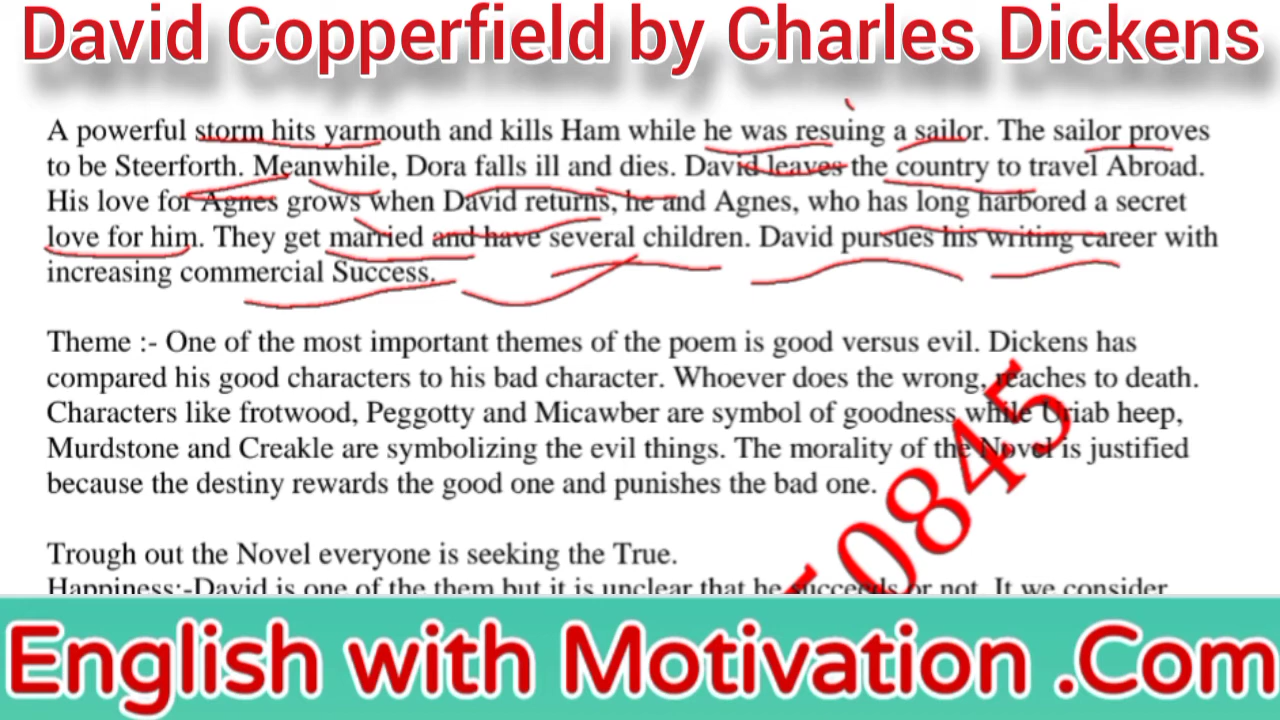 David Copperfield by Charles Dickens
A powerful storm hits yarmouth and kills Ham while he was resuing a sailor. The sailor proves
to be Steerforth. Meanwhile, Dora falls ill and dies. David leaves the country to travel Abroad.
His love for Agnes grows when David returns, he and Agnes, who has long harbored a secret
love for him. They get married and have several children. David pursues his writing career with
increasing commercial Success.
Theme :- One of the most important themes of the poem is good versus evil. Dickens has
compared his good characters to his bad character. Whoever does the wrong, reaches to death.
Characters like frotwood, Peggotty and Micawber are symbol of goodness while Uriab heep,
Murdstone and Creakle are symbolizing the evil things. The morality of the Novel is justified
because the destiny rewards the good one and punishes the bad one.
Trough out the Novel everyone is seeking the True.
Happiness:-David is one of the them but it is unclear that he succeeds or not. It we consider
50845
English with Motivation .Com